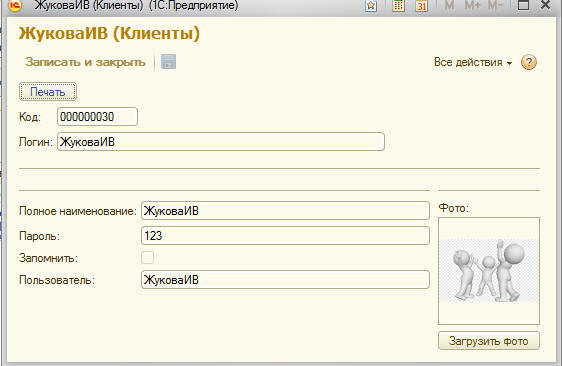 ЖуковаИВ (Клиенты) (1С:Предприятие)
31 M M+ M-
ЖуковаИВ (Клиенты)
Записать и закрыть Все действия ?
Печать
Код: 000000030
Логин: ЖуковаИВ
Полное наименование: ЖуковаИВ
Фото:
Пароль: 123
Запомнить:
Пользователь: ЖуковаИВ
Загрузить фото